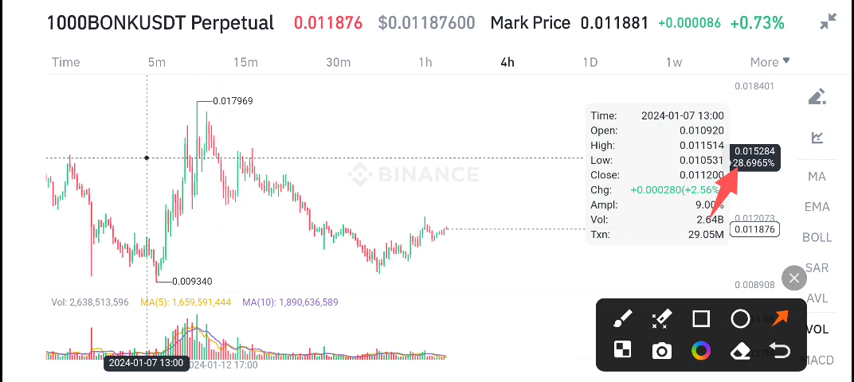 1000BONKUSDT Perpetual 0.011876 $0.01187600 Mark Price 0.011881 +0.000086 +0.73%
Time 5m 15m 30m 1h 4h 1D 1w More
0.018401
0.017969
Time: 2024-01-07 13:00
Open: 0.010920
High: 0.011514
Low: 0.010531
Close: 0.011200
Chg: +0.000280(+2.56%
Ampl: 9.00%
Vol: 2.64B
Txn: 29.05M
0.015284
+28.6965%
0.012073
0.011876
0.008908
BINANCE
0.009340
MA
EMA
BOLL
SAR
AVL
VOL
MACD
Vol: 2,638,513,596 MA(5): 1,659,591,444 MA(10): 1,890,636,589
2024-01-07 13:00
2024-01-12 17:00